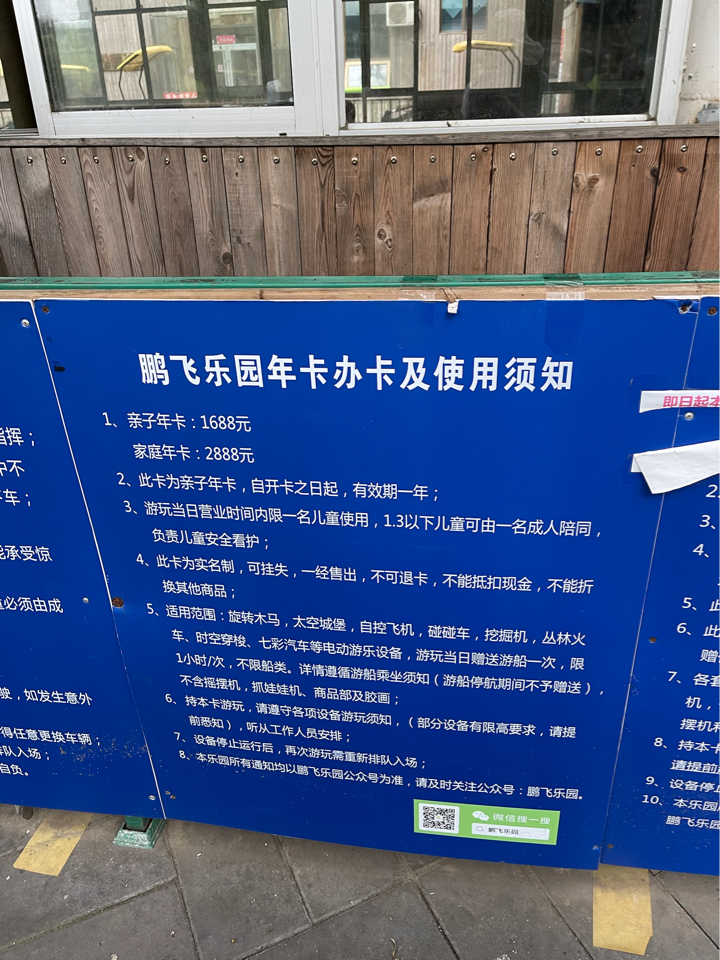 鹏飞乐园年卡办卡及使用须知
1、亲子年卡：1688元
家庭年卡：2888元
2、此卡为亲子年卡，自开卡之日起，有效期一年；
3、游玩当日营业时间内限一名儿童使用，1.3以下儿童可由一名成人陪同，
负责儿童安全看护；
4、此卡为实名制，可挂失，一经售出，不可退卡，不能抵扣现金，不能折
换其他商品；
5、适用范围：旋转木马，太空城堡，自控飞机，碰碰车，挖掘机，丛林火
车、时空穿梭、七彩汽车等电动游乐设备，游玩当日赠送游船一次，限
1小时/次，不限船类。详情遵循游船乘坐须知（游船停航期间不予赠送），
不含摇摆机，抓娃娃机、商品部及胶画；
6、持本卡游玩，请遵守各项设备游玩须知，（部分设备有限高要求，请提
前悉知），听从工作人员安排；
7、设备停止运行后，再次游玩需重新排队入场；
8、本乐园所有通知均以鹏飞乐园公众号为准，请及时关注公众号：鹏飞乐园。
微信搜一搜
鹏飞乐园
指挥；
中不
车；
承受惊
必须由成
驶，如发生意外
得任意更换车辆；
排队入场；
自负。
即日起本
2
3、
4、
5、此
6、此
赠
7、各
机，
摆机
8、持本卡
请提前
9、设备停止
10、本乐园
鹏飞乐园